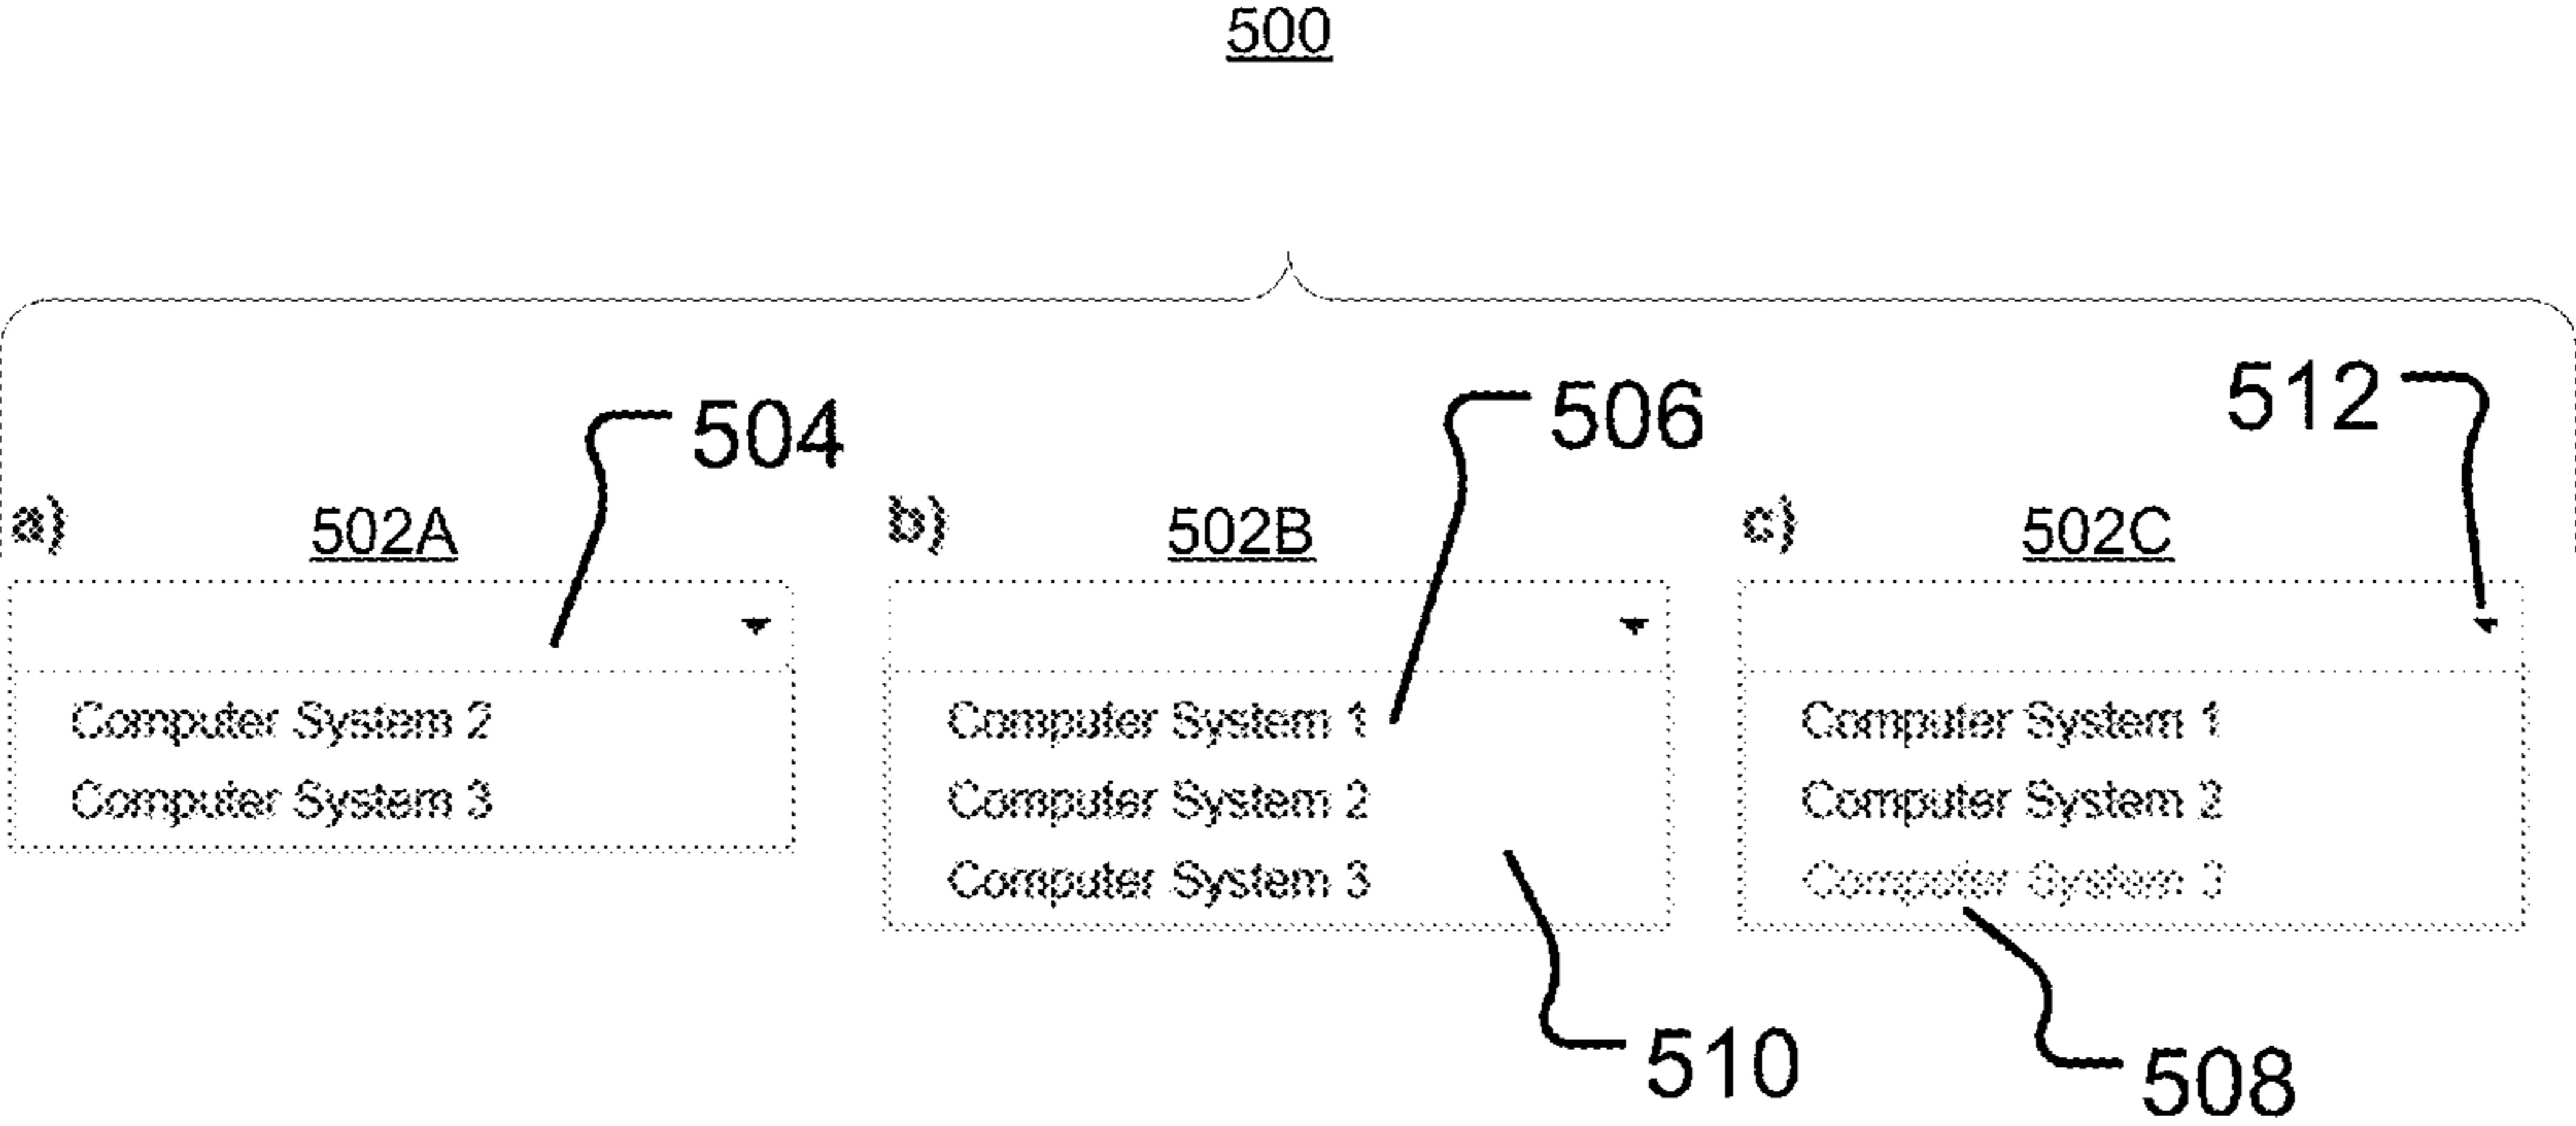 500
504
506
512
a) 502A
b) 502B
c) 502C
Computer System 2
Computer System 3
Computer System 1
Computer System 2
Computer System 3
Computer System 1
Computer System 2
Computer System 3
510
508